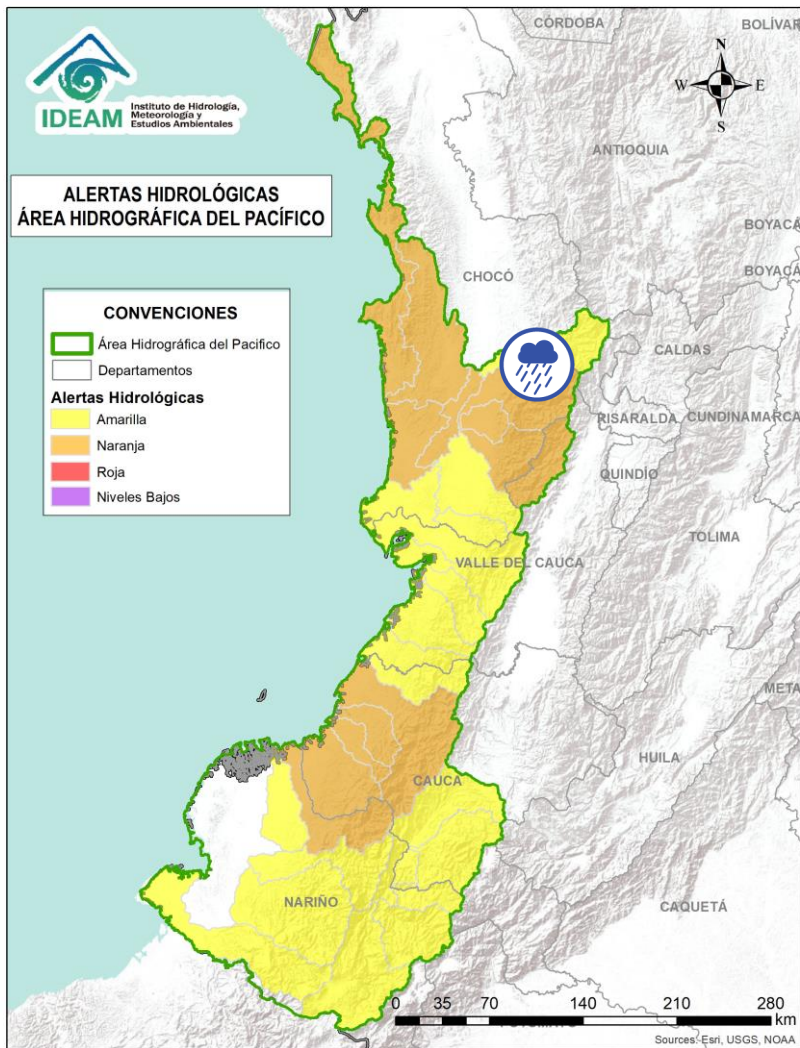 CÓRDOBA
BOLÍVAR
IDEAM
Instituto de Hidrología,
Meteorología y
Estudios Ambientales
N
W
E
S
ANTIOQUIA
ALERTAS HIDROLÓGICAS
ÁREA HIDROGRÁFICA DEL PACÍFICO
BOYACÁ
CHOCÓ
BOYACÁ
CONVENCIONES
Área Hidrográfica del Pacifico
Departamentos
Alertas Hidrológicas
Amarilla
Naranja
Roja
Niveles Bajos
CALDAS
RISARALDA
CUNDINAMARCA
QUINDÍO
TOLIMA
VALLE DEL CAUCA
META
HUILA
CAUCA
NARIÑO
CAQUETÁ
0 35 70 140 210 280
km
Sources: Esri, USGS, NOAA